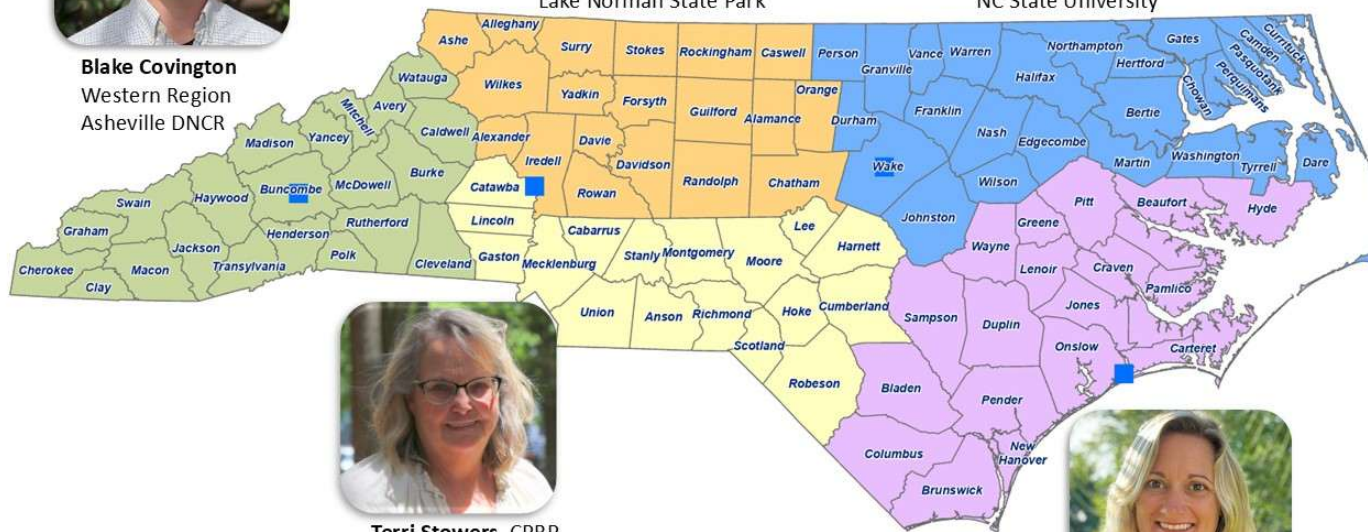 Lake Norman State Park
NC State University
Blake Covington
Western Region
Asheville DNCR
Ashe
Alleghany
Surry
Stokes
Rockingham
Caswell
Person
Granville
Vance
Warren
Northampton
Gates
Hertford
Halifax
Currituck
Camden
Pasquotank
Perquimans
Chowan
Watauga
Wilkes
Yadkin
Forsyth
Guilford
Alamance
Orange
Durham
Franklin
Nash
Edgecombe
Bertie
Mitchell
Avery
Caldwell
Alexander
Iredell
Davie
Davidson
Randolph
Chatham
Wake
Wilson
Martin
Washington
Tyrrell
Dare
Madison
Yancey
McDowell
Burke
Catawba
Rowan
Johnston
Pitt
Beaufort
Hyde
Swain
Haywood
Buncombe
Rutherford
Lincoln
Cabarrus
Lee
Harnett
Wayne
Greene
Graham
Jackson
Henderson
Polk
Cleveland
Gaston
Mecklenburg
Stanly
Montgomery
Moore
Lenoir
Craven
Pamlico
Cherokee
Clay
Macon
Transylvania
Union
Anson
Richmond
Hoke
Cumberland
Scotland
Robeson
Sampson
Duplin
Jones
Onslow
Carteret
Bladen
Pender
Columbus
New
Hanover
Brunswick
Terri Stowers, CPRP